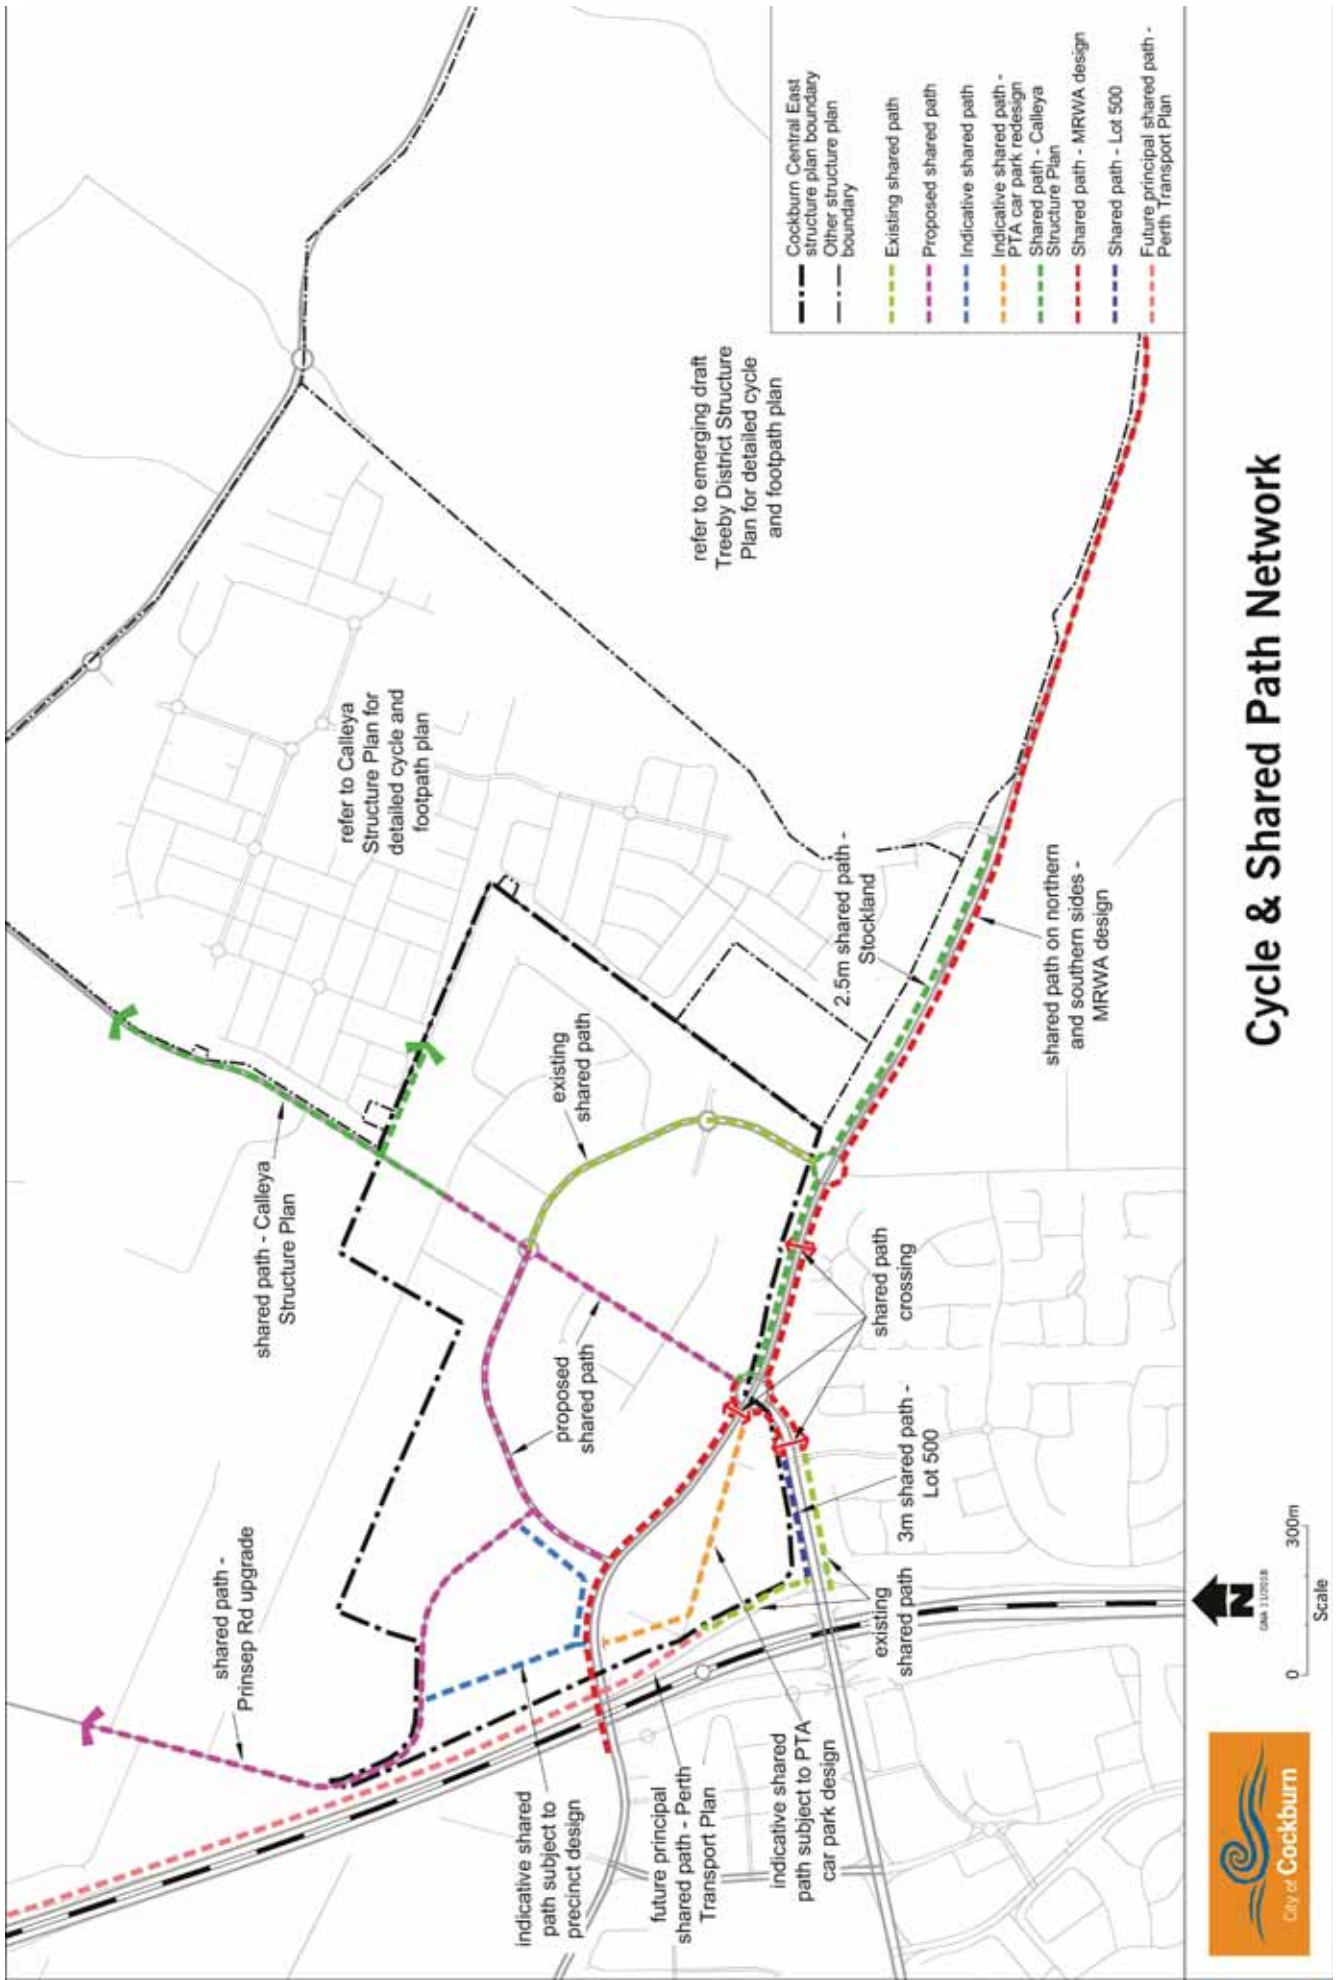 Cycle & Shared Path Network
shared path -
Prinsep Rd upgrade
shared path - Calleya
Structure Plan
refer to Calleya
Structure Plan for
detailed cycle and
footpath plan
existing
shared path
proposed
shared path
refer to emerging draft
Treeby District Structure
Plan for detailed cycle
and footpath plan
indicative shared
path subject to
precinct design
future principal
shared path - Perth
Transport Plan
indicative shared
path subject to PTA
car park design
existing
shared path
3m shared path -
Lot 500
shared path
crossing
2.5m shared path -
Stockland
shared path on northern
and southern sides -
MRWA design
Cockburn Central East
structure plan boundary
Other structure plan
boundary
Existing shared path
Proposed shared path
Indicative shared path
Indicative shared path -
PTA car park redesign
Shared path - Calleya
Structure Plan
Shared path - MRWA design
Shared path - Lot 500
Future principal shared path -
Perth Transport Plan
City of Cockburn
0
300m
Scale
N